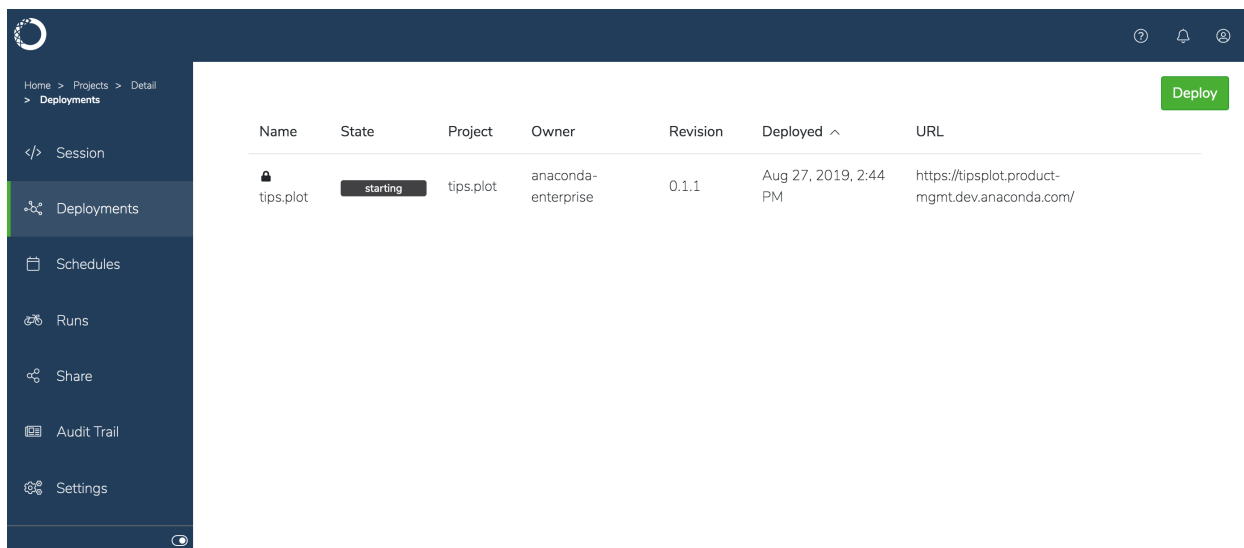 Home > Projects > Detail
> Deployments
Session
Deployments
Schedules
Runs
Share
Audit Trail
Settings
Deploy
Name State Project Owner Revision Deployed URL
tips.plot starting tips.plot anaconda-
enterprise 0.1.1 Aug 27, 2019, 2:44
PM https://tipsplot.product-
mgmt.dev.anaconda.com/